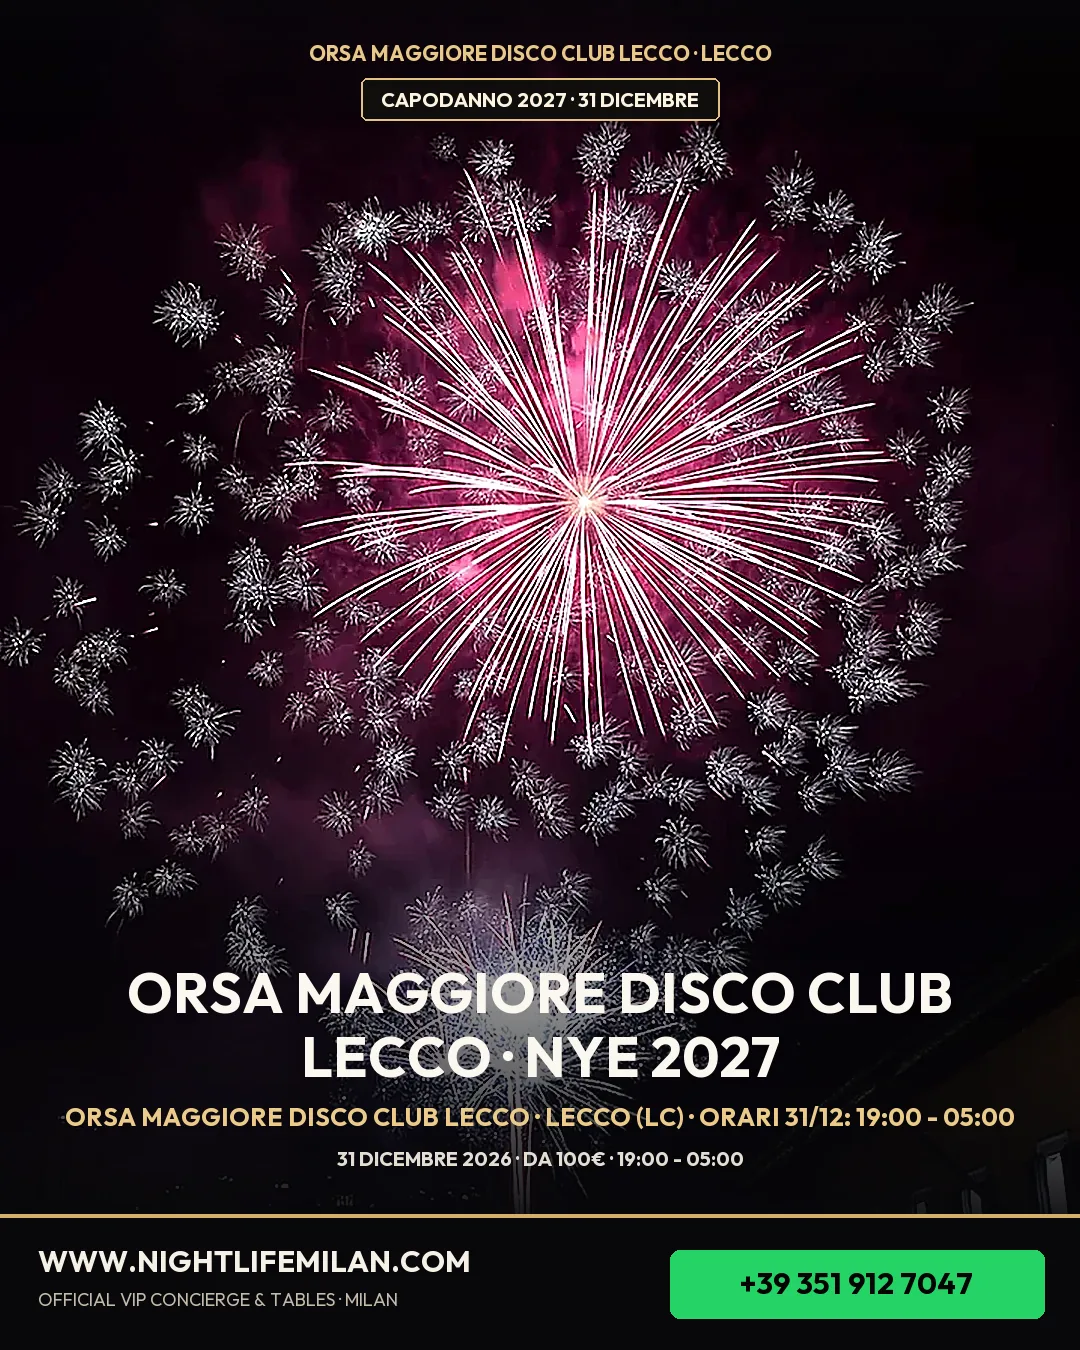 ORSA MAGGIORE DISCO CLUB LECCO · LECCO
CAPODANNO 2027 · 31 DICEMBRE
ORSA MAGGIORE DISCO CLUB
LECCO · NYE 2027
ORSA MAGGIORE DISCO CLUB LECCO · LECCO (LC) · ORARI 31/12: 19:00 - 05:00
31 DICEMBRE 2026 · DA 100€ · 19:00 - 05:00
WWW.NIGHTLIFEMILAN.COM
OFFICIAL VIP CONCIERGE & TABLES · MILAN
+39 351 912 7047